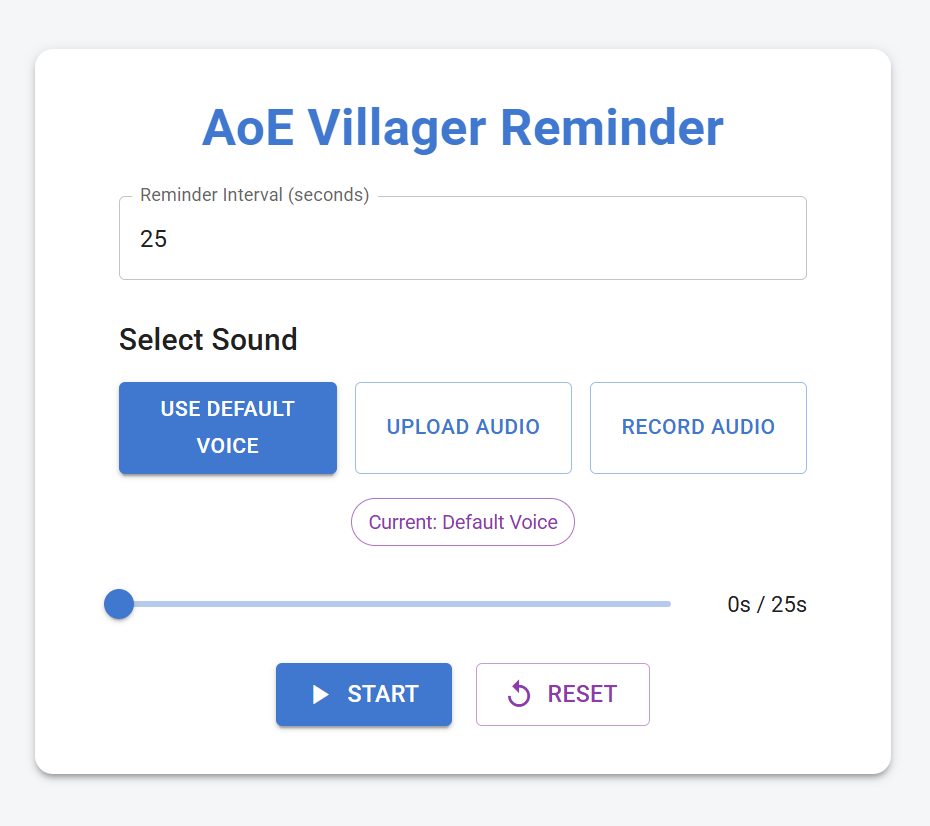 AoE Villager Reminder
Reminder Interval (seconds)
25
Select Sound
USE DEFAULT
VOICE
UPLOAD AUDIO
RECORD AUDIO
Current: Default Voice
0s / 25s
START
RESET